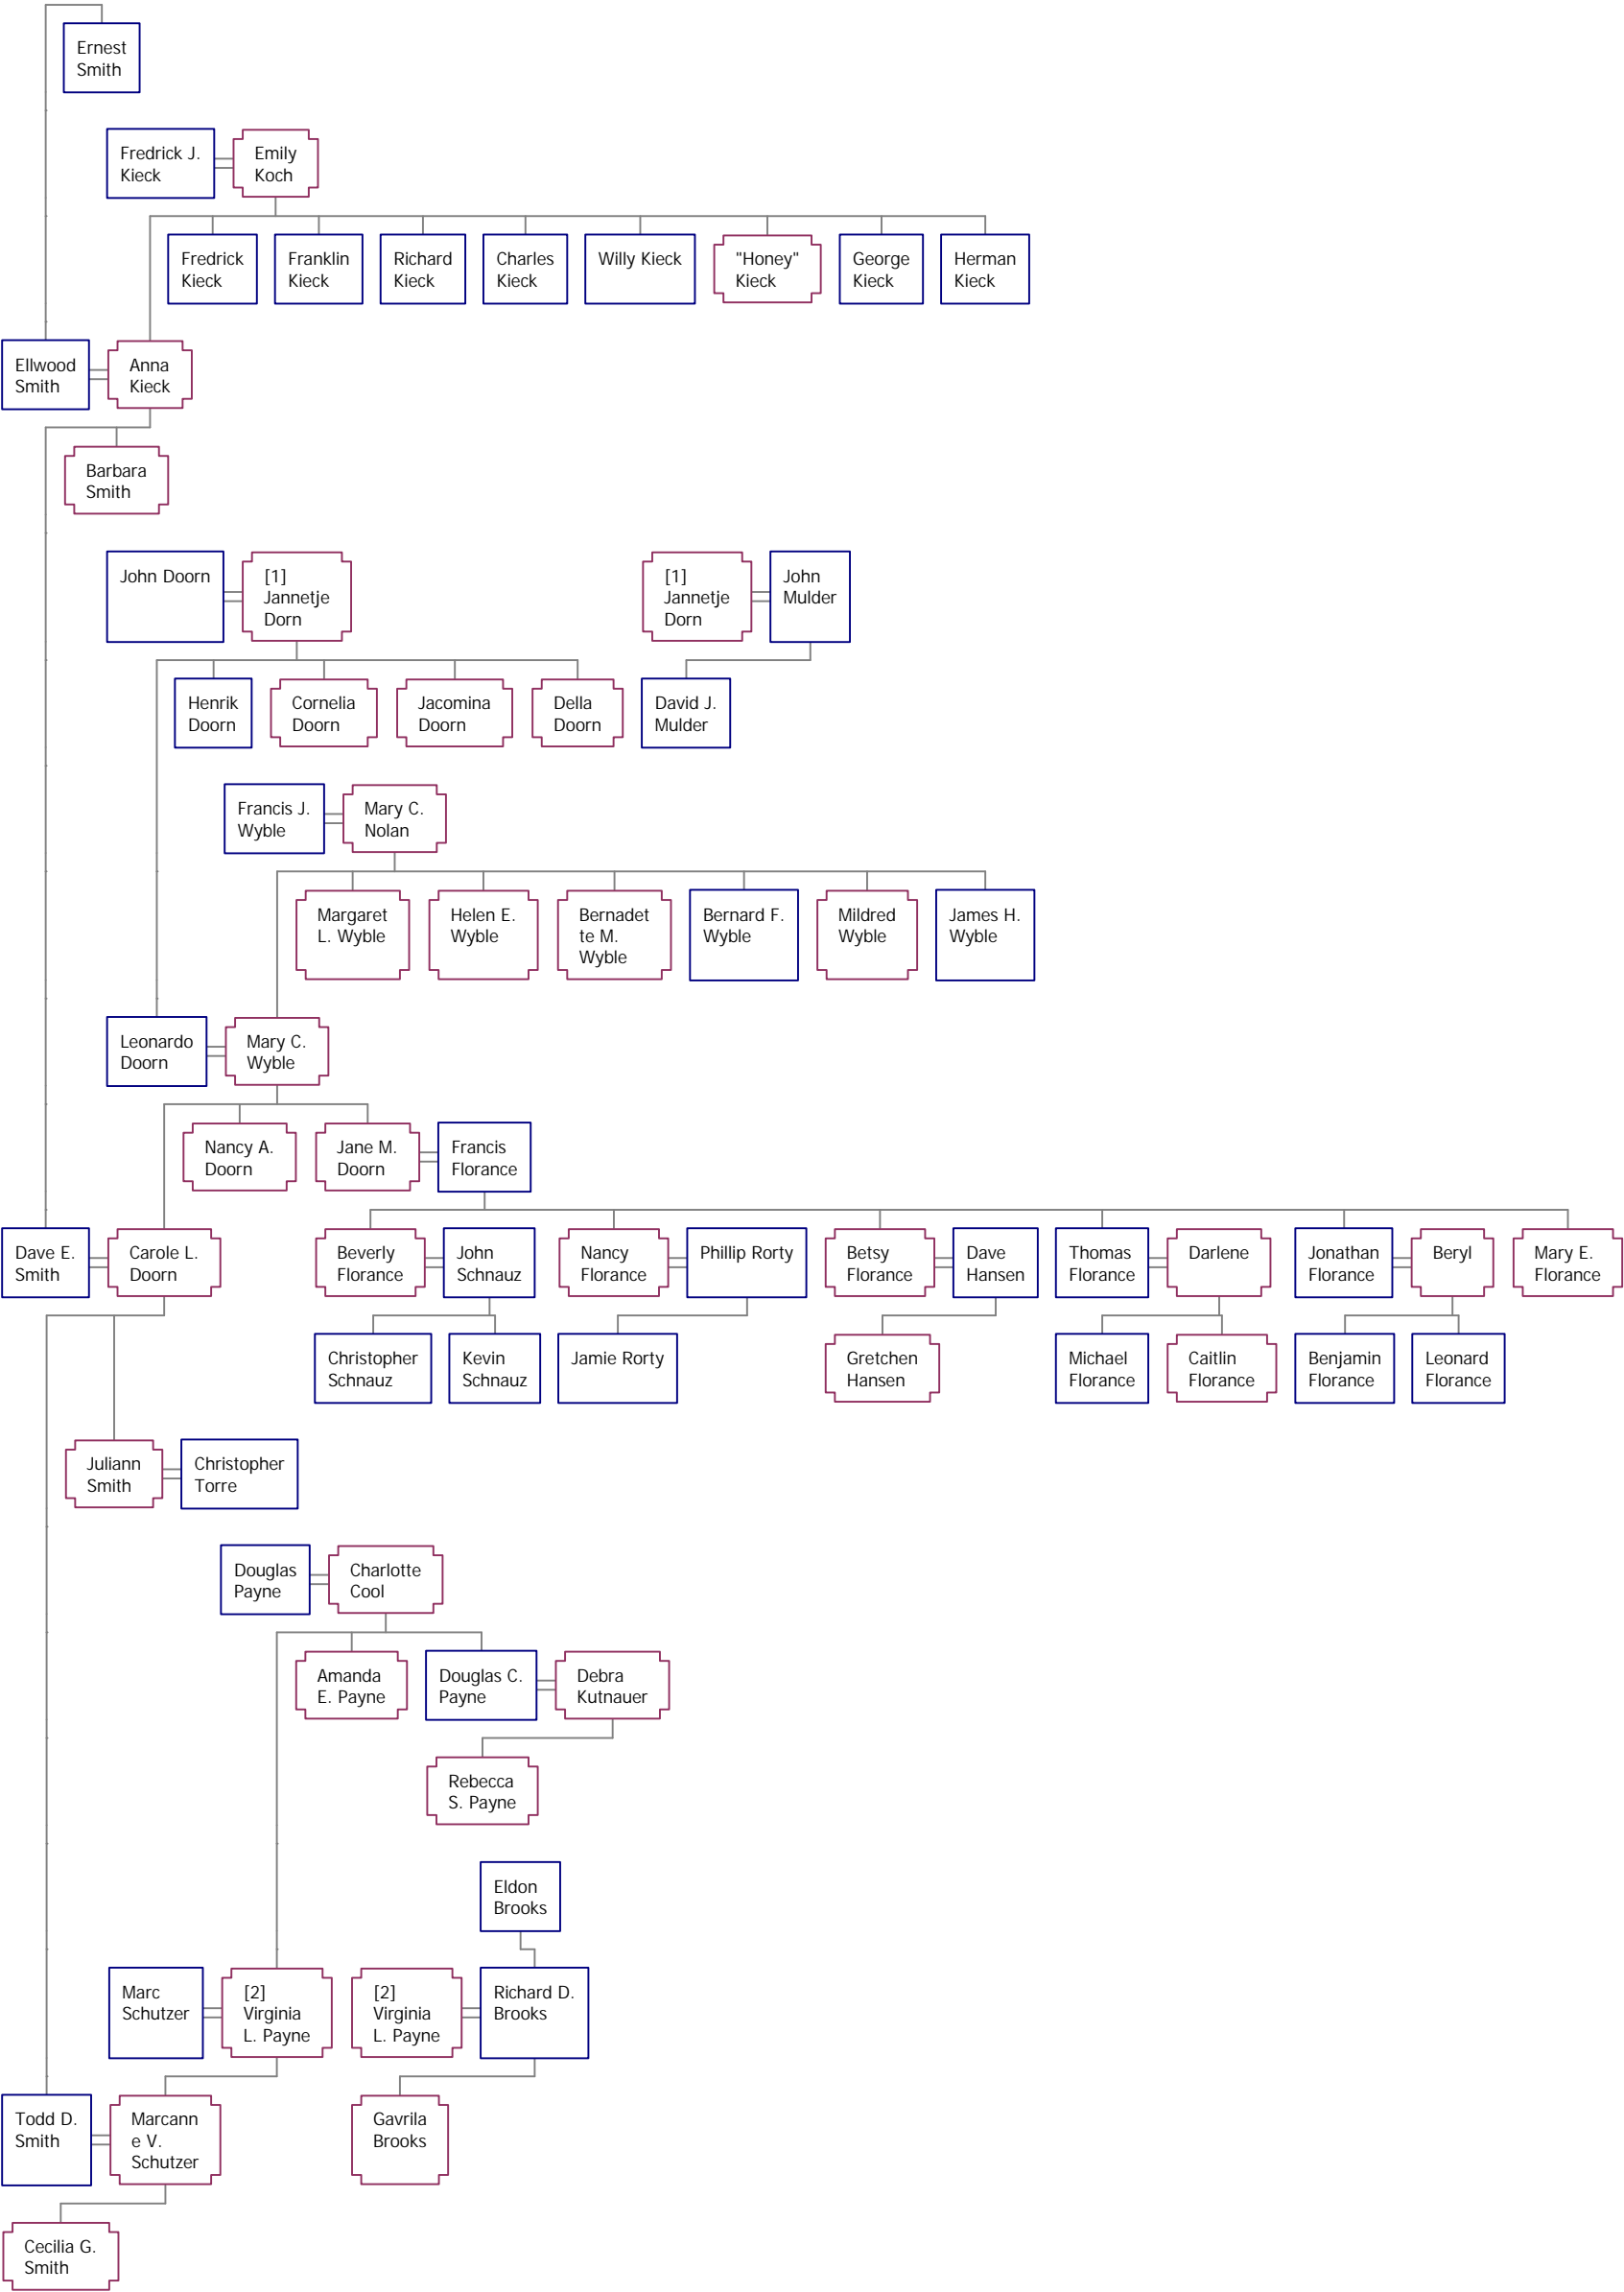 Ernest
Smith
Fredrick J.
Kieck
Emily
Koch
Fredrick
Kieck
Franklin
Kieck
Richard
Kieck
Charles
Kieck
Willy Kieck
"Honey"
Kieck
George
Kieck
Herman
Kieck
Ellwood
Smith
Anna
Kieck
Barbara
Smith
John Doorn
[1]
Jannetje
Dorn
[1]
Jannetje
Dorn
John
Mulder
Henrik
Doorn
Cornelia
Doorn
Jacomina
Doorn
Della
Doorn
David J.
Mulder
Francis J.
Wyble
Mary C.
Nolan
Margaret
L. Wyble
Helen E.
Wyble
Bernadet
te M.
Wyble
Bernard F.
Wyble
Mildred
Wyble
James H.
Wyble
Leonardo
Doorn
Mary C.
Wyble
Nancy A.
Doorn
Jane M.
Doorn
Francis
Florance
Dave E.
Smith
Carole L.
Doorn
Beverly
Florance
John
Schnauz
Nancy
Florance
Phillip Rorty
Betsy
Florance
Dave
Hansen
Thomas
Florance
Darlene
Jonathan
Florance
Beryl
Mary E.
Florance
Christopher
Schnauz
Kevin
Schnauz
Jamie Rorty
Gretchen
Hansen
Michael
Florance
Caitlin
Florance
Benjamin
Florance
Leonard
Florance
Juliann
Smith
Christopher
Torre
Douglas
Payne
Charlotte
Cool
Amanda
E. Payne
Douglas C.
Payne
Debra
Kutnauer
Rebecca
S. Payne
Eldon
Brooks
Marc
Schutzer
[2]
Virginia
L. Payne
[2]
Virginia
L. Payne
Richard D.
Brooks
Todd D.
Smith
Marcann
e V.
Schutzer
Gavrila
Brooks
Cecilia G.
Smith